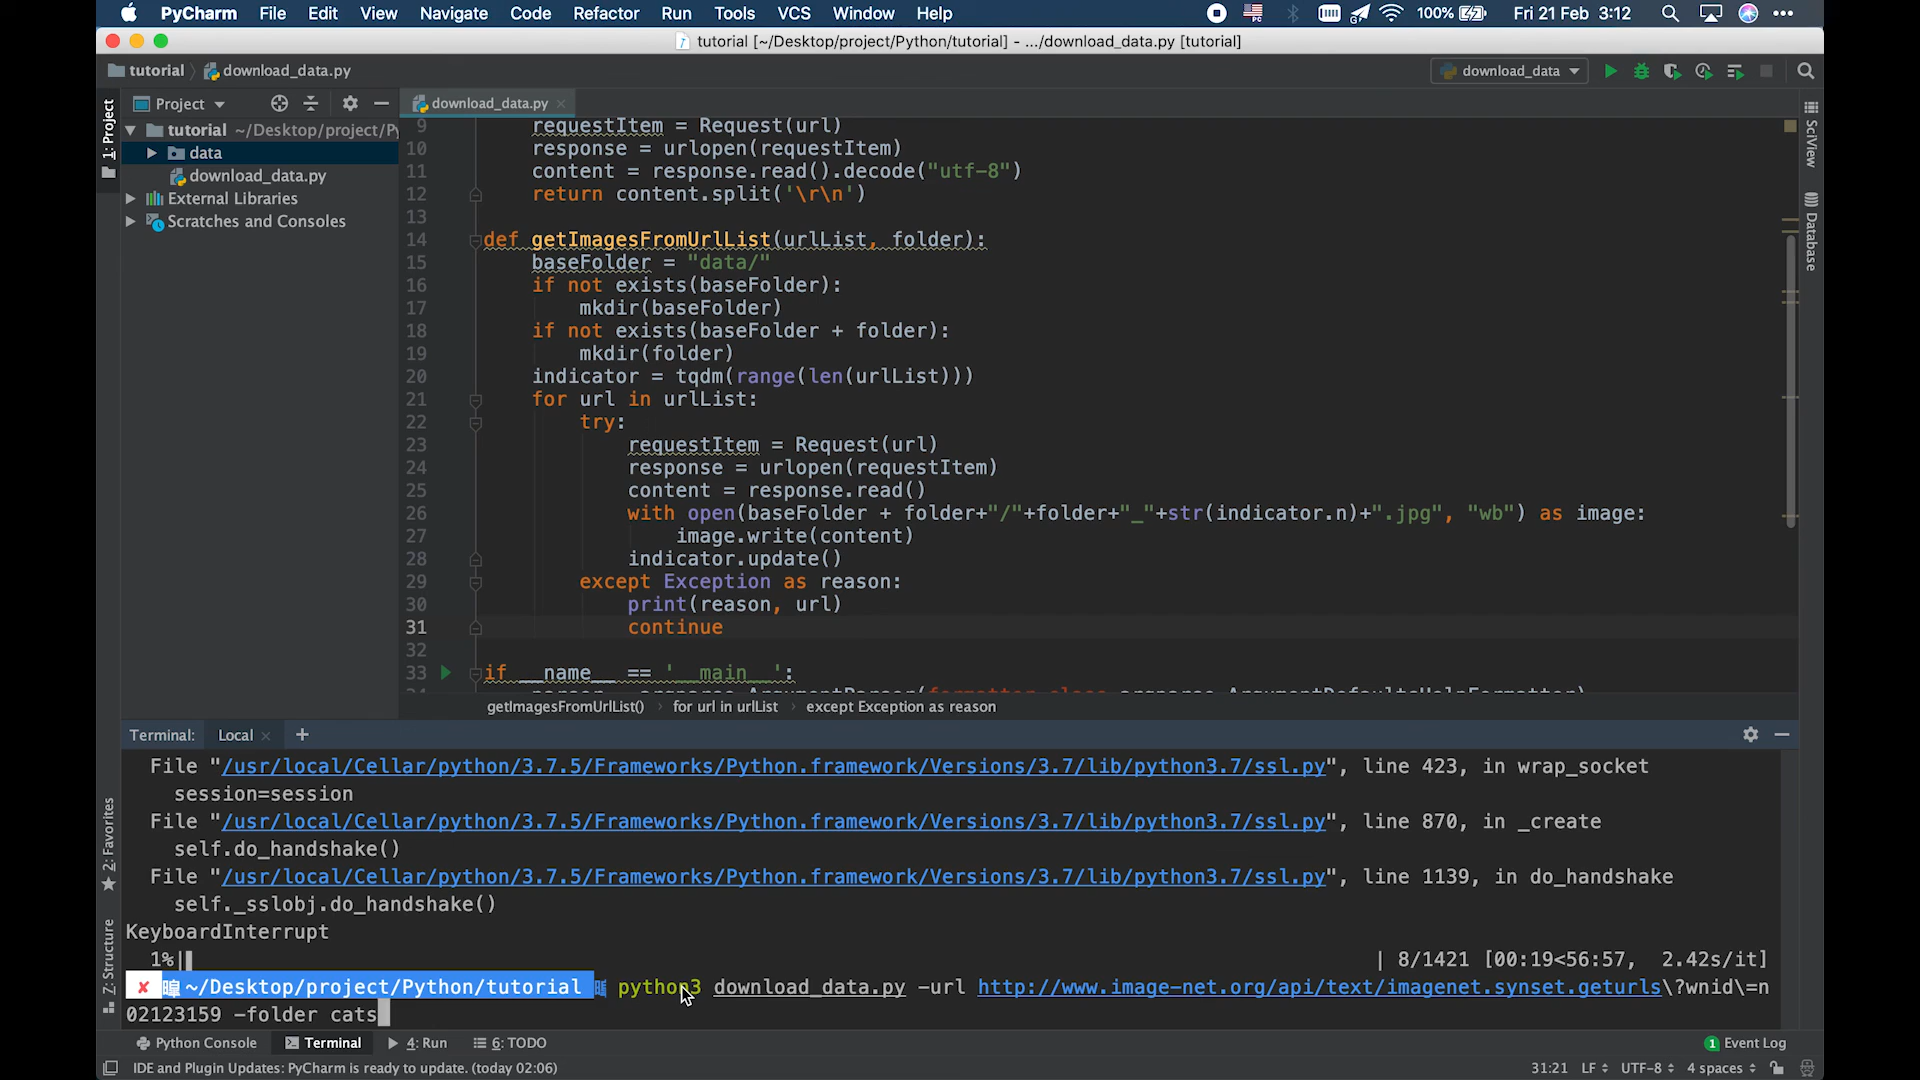 PyCharm File Edit View Navigate Code Refactor Run Tools VCS Window Help 100% Fri 21 Feb 3:12
tutorial [~/Desktop/project/Python/tutorial] - .../download_data.py [tutorial]
tutorial download_data.py download_data
1: Project Project download_data.py
tutorial ~/Desktop/project/Py
data
download_data.py
External Libraries
Scratches and Consoles
SciView
Database
9 requestItem = Request(url)
10 response = urlopen(requestItem)
11 content = response.read().decode("utf-8")
12 return content.split('\r\n')
13
14 def getImagesFromUrlList(urlList, folder):
15 baseFolder = "data/"
16 if not exists(baseFolder):
17 mkdir(baseFolder)
18 if not exists(baseFolder + folder):
19 mkdir(folder)
20 indicator = tqdm(range(len(urlList)))
21 for url in urlList:
22 try:
23 requestItem = Request(url)
24 response = urlopen(requestItem)
25 content = response.read()
26 with open(baseFolder + folder+"/"+folder+"_"+str(indicator.n)+".jpg", "wb") as image:
27 image.write(content)
28 indicator.update()
29 except Exception as reason:
30 print(reason, url)
31 continue
32
33 if __name__ == '__main__':
getImagesFromUrlList() for url in urlList except Exception as reason
Terminal: Local
File "/usr/local/Cellar/python/3.7.5/Frameworks/Python.framework/Versions/3.7/lib/python3.7/ssl.py", line 423, in wrap_socket
session=session
File "/usr/local/Cellar/python/3.7.5/Frameworks/Python.framework/Versions/3.7/lib/python3.7/ssl.py", line 870, in _create
self.do_handshake()
File "/usr/local/Cellar/python/3.7.5/Frameworks/Python.framework/Versions/3.7/lib/python3.7/ssl.py", line 1139, in do_handshake
self._sslobj.do_handshake()
KeyboardInterrupt
1%| | 8/1421 [00:19<56:57, 2.42s/it]
✘ ~/Desktop/project/Python/tutorial python3 download_data.py -url http://www.image-net.org/api/text/imagenet.synset.geturls\?wnid\=n
02123159 -folder cats
2: Favorites
Z: Structure
Python Console Terminal 4: Run 6: TODO 1 Event Log
IDE and Plugin Updates: PyCharm is ready to update. (today 02:06) 31:21 LF UTF-8 4 spaces